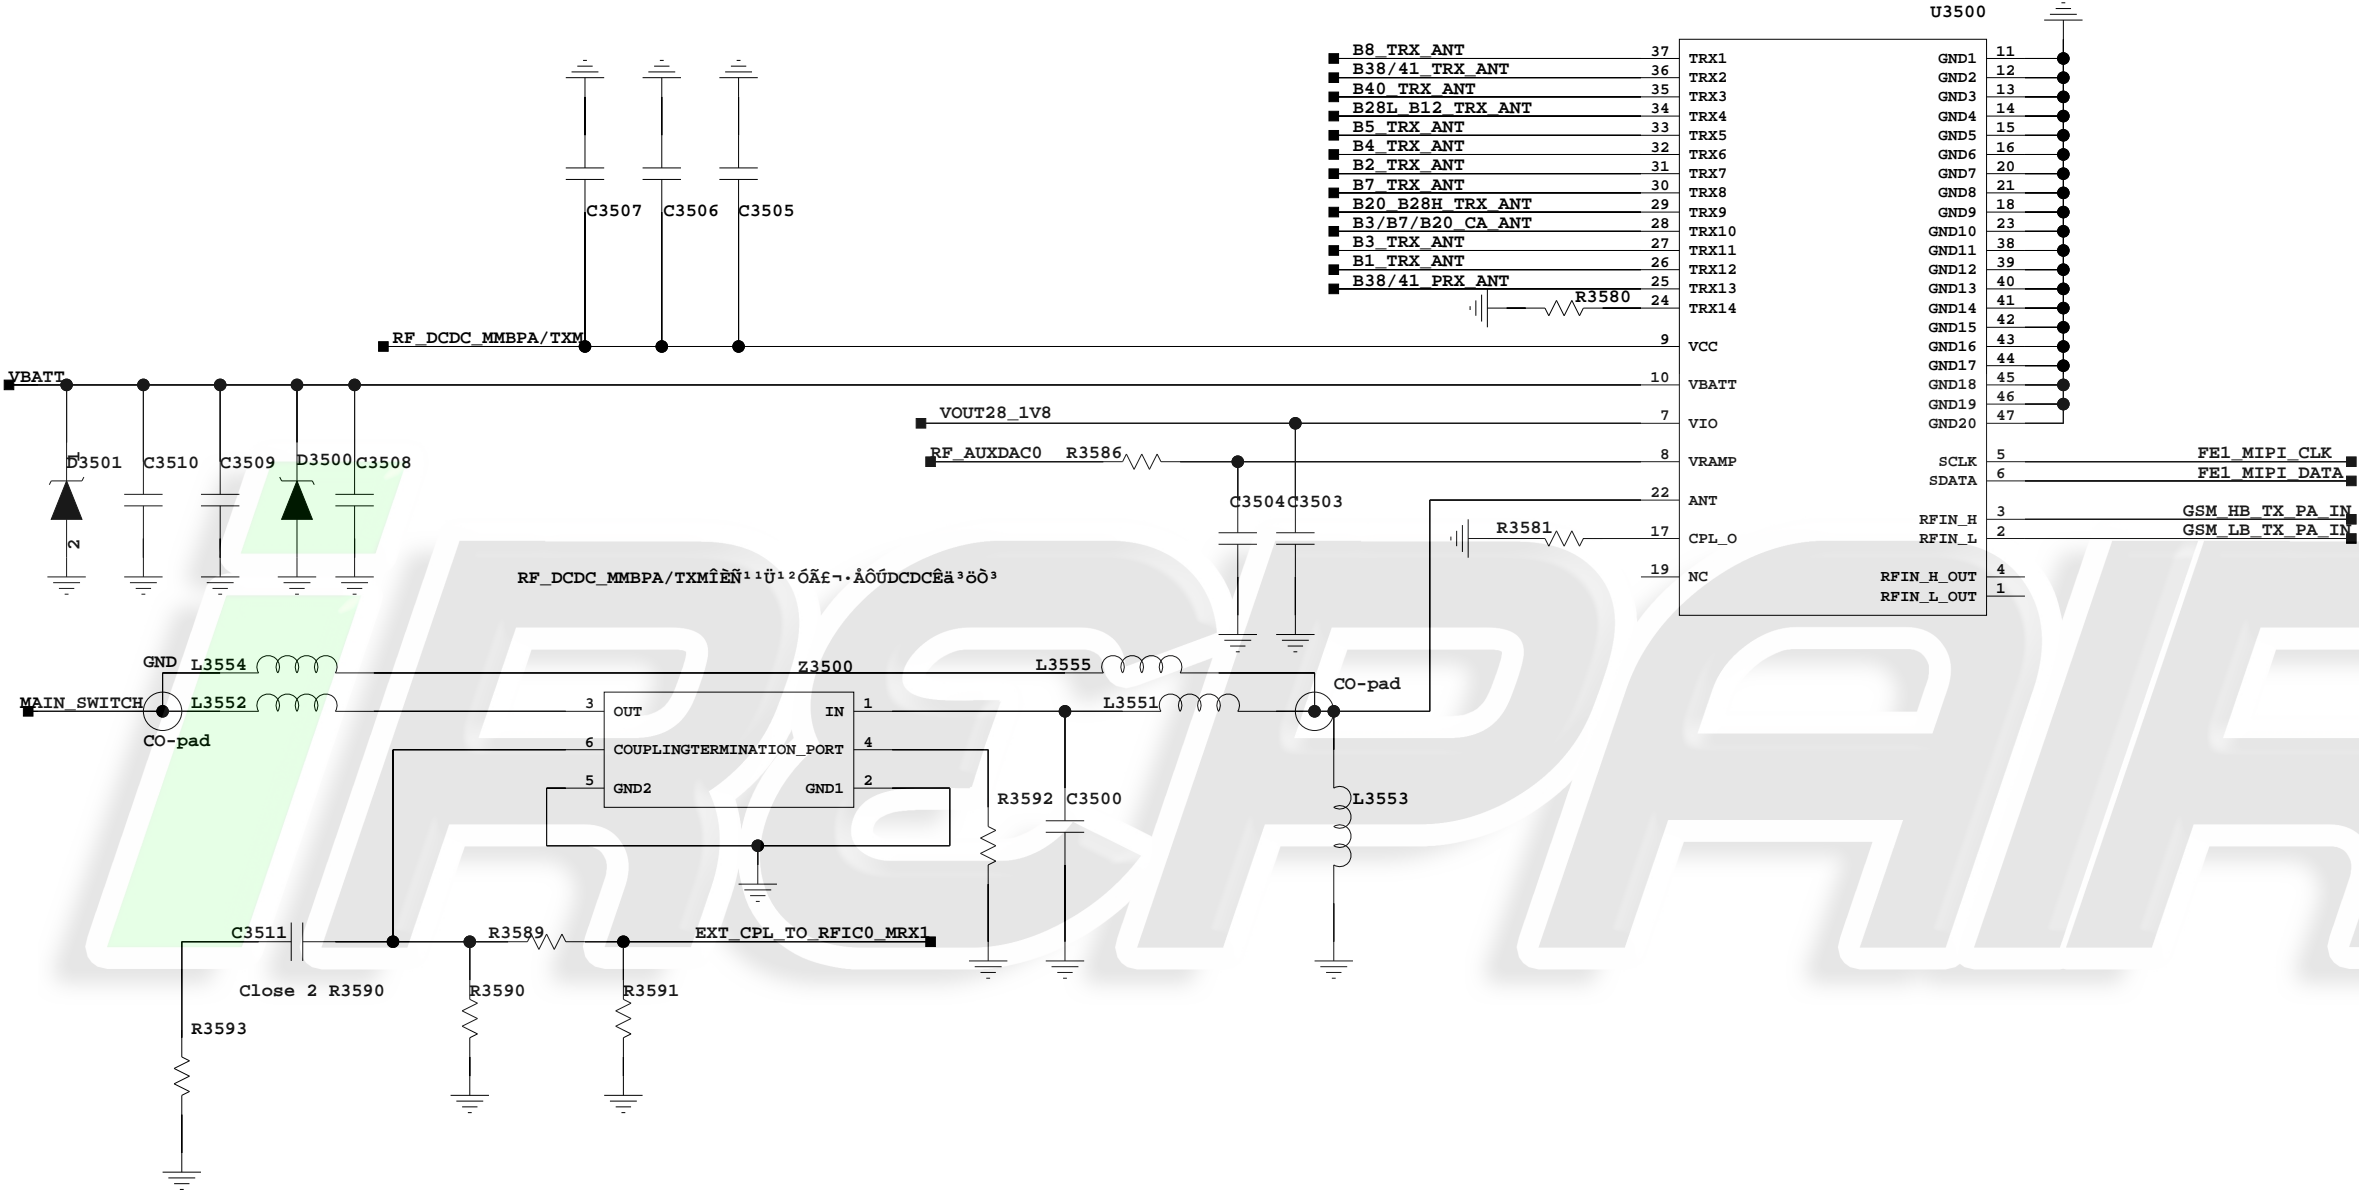 U3500
B8_TRX_ANT 37 TRX1 GND1 11
B38/41_TRX_ANT 36 TRX2 GND2 12
B40_TRX_ANT 35 TRX3 GND3 13
B28L_B12_TRX_ANT 34 TRX4 GND4 14
B5_TRX_ANT 33 TRX5 GND5 15
B4_TRX_ANT 32 TRX6 GND6 16
B2_TRX_ANT 31 TRX7 GND7 20
B7_TRX_ANT 30 TRX8 GND8 21
C3507 C3506 C3505 B20_B28H_TRX_ANT 29 TRX9 GND9 18
B3/B7/B20_CA_ANT 28 TRX10 GND10 23
B3_TRX_ANT 27 TRX11 GND11 38
B1_TRX_ANT 26 TRX12 GND12 39
B38/41_PRX_ANT 25 TRX13 GND13 40
R3580 24 TRX14 GND14 41
GND15 42
RF_DCDC_MMBPA/TXM 9 VCC GND16 43
GND17 44
VBATT 10 VBATT GND18 45
GND19 46
VOUT28_1V8 7 VIO GND20 47
D3501 1 C3510 C3509 D3500 C3508 RF_AUXDAC0 R3586 8 VRAMP SCLK 5 FE1_MIPI_CLK
SDATA 6 FE1_MIPI_DATA
C3504 C3503 22 ANT
RFIN_H 3 GSM_HB_TX_PA_IN
2 R3581 17 CPL_O RFIN_L 2 GSM_LB_TX_PA_IN
RF_DCDC_MMBPA/TXMÎÈÑ¹¹Ü¹²ÓÃ£¬·ÅÔÚDCDCÊä³öÒ³ 19 NC RFIN_H_OUT 4
RFIN_L_OUT 1
iREPAIR
GND L3554 Z3500 L3555
CO-pad
MAIN_SWITCH L3552 3 OUT IN 1 L3551
CO-pad 6 COUPLINGTERMINATION_PORT 4
5 GND2 GND1 2
R3592 C3500 L3553
C3511 R3589 EXT_CPL_TO_RFIC0_MRX1
Close 2 R3590 R3590 R3591
R3593